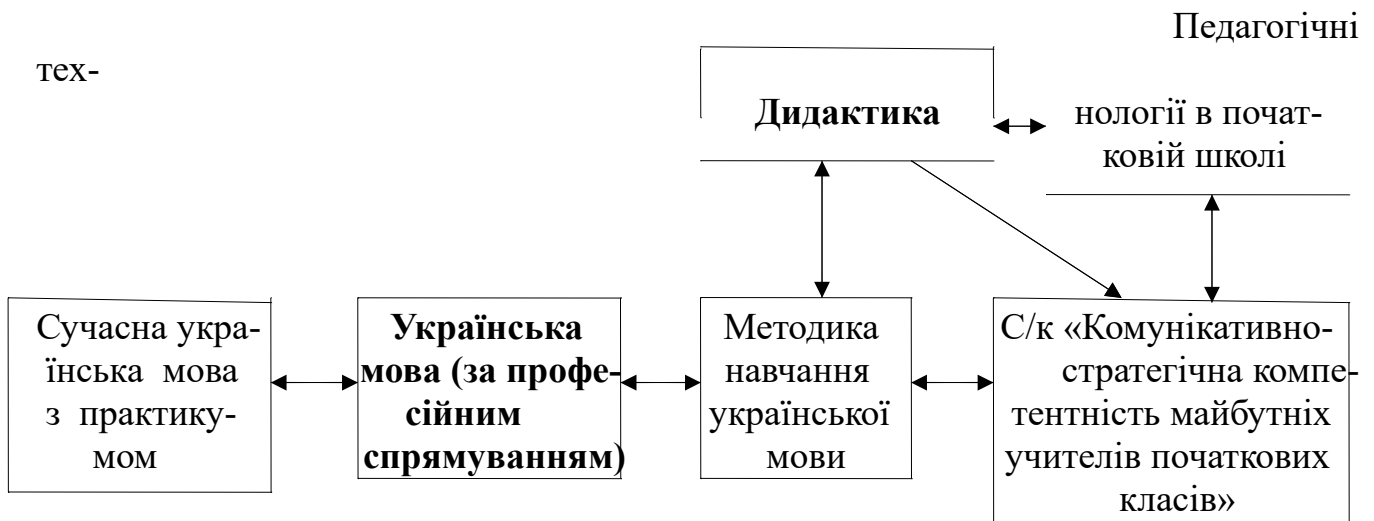 Педагогічні
тех-
Дидактика
нології в почат-
ковій школі
Сучасна укра-
їнська мова
з практику-
мом
Українська
мова (за профе-
сійним
спрямуванням)
Методика
навчання
української
мови
С/к «Комунікативно-
стратегічна компе-
тентність майбутніх
учителів початкових
класів»